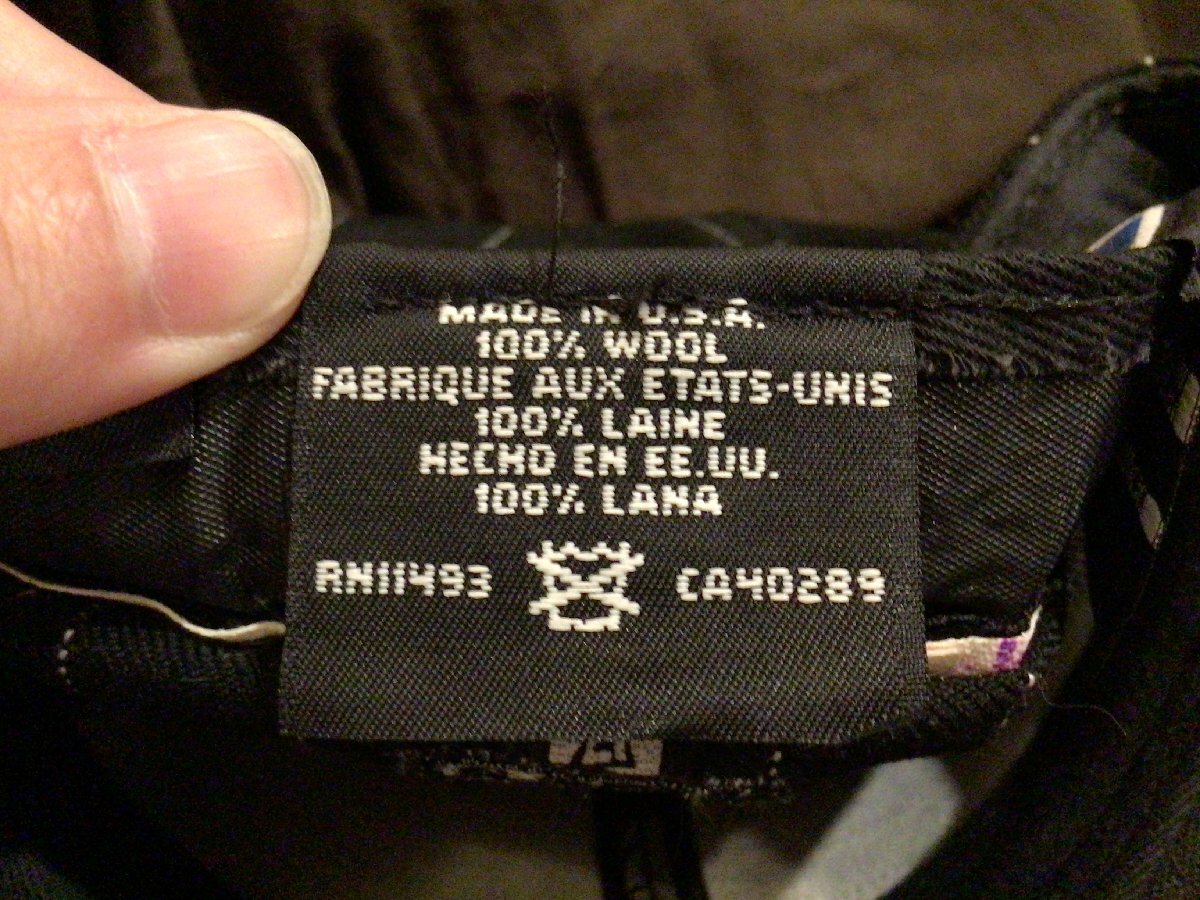 MADE IN U.S.A.
100% WOOL
FABRIQUE AUX ETATS-UNIS
100% LAINE
HECHO EN EE.UU.
100% LANA
RN11493 CA40289